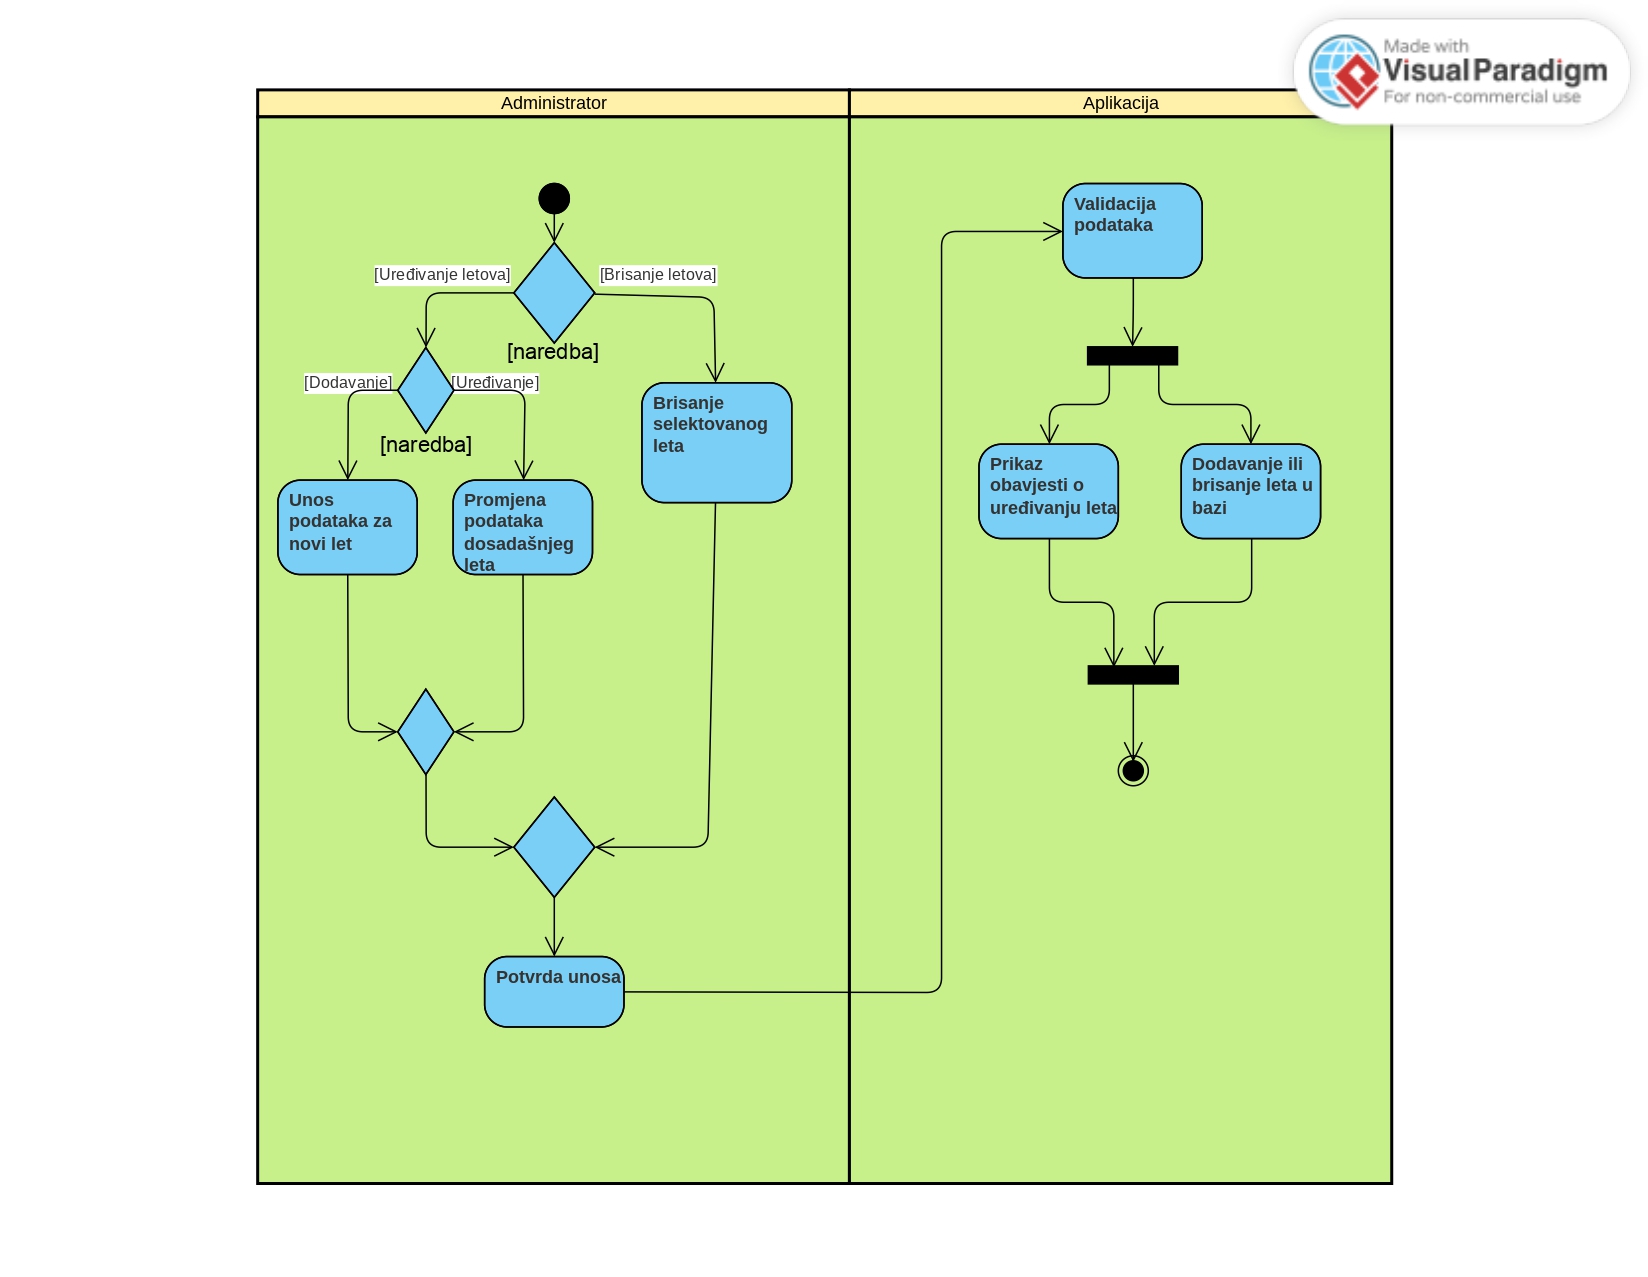 Made with
Visual Paradigm
For non-commercial use
Administrator
Aplikacija
[Uređivanje letova]
[Brisanje letova]
[naredba]
[Dodavanje]
[Uređivanje]
[naredba]
Brisanje
selektovanog
leta
Unos
podataka za
novi let
Promjena
podataka
dosadašnjeg
leta
Potvrda unosa
Validacija
podataka
Prikaz
obavjesti o
uređivanju leta
Dodavanje ili
brisanje leta u
bazi